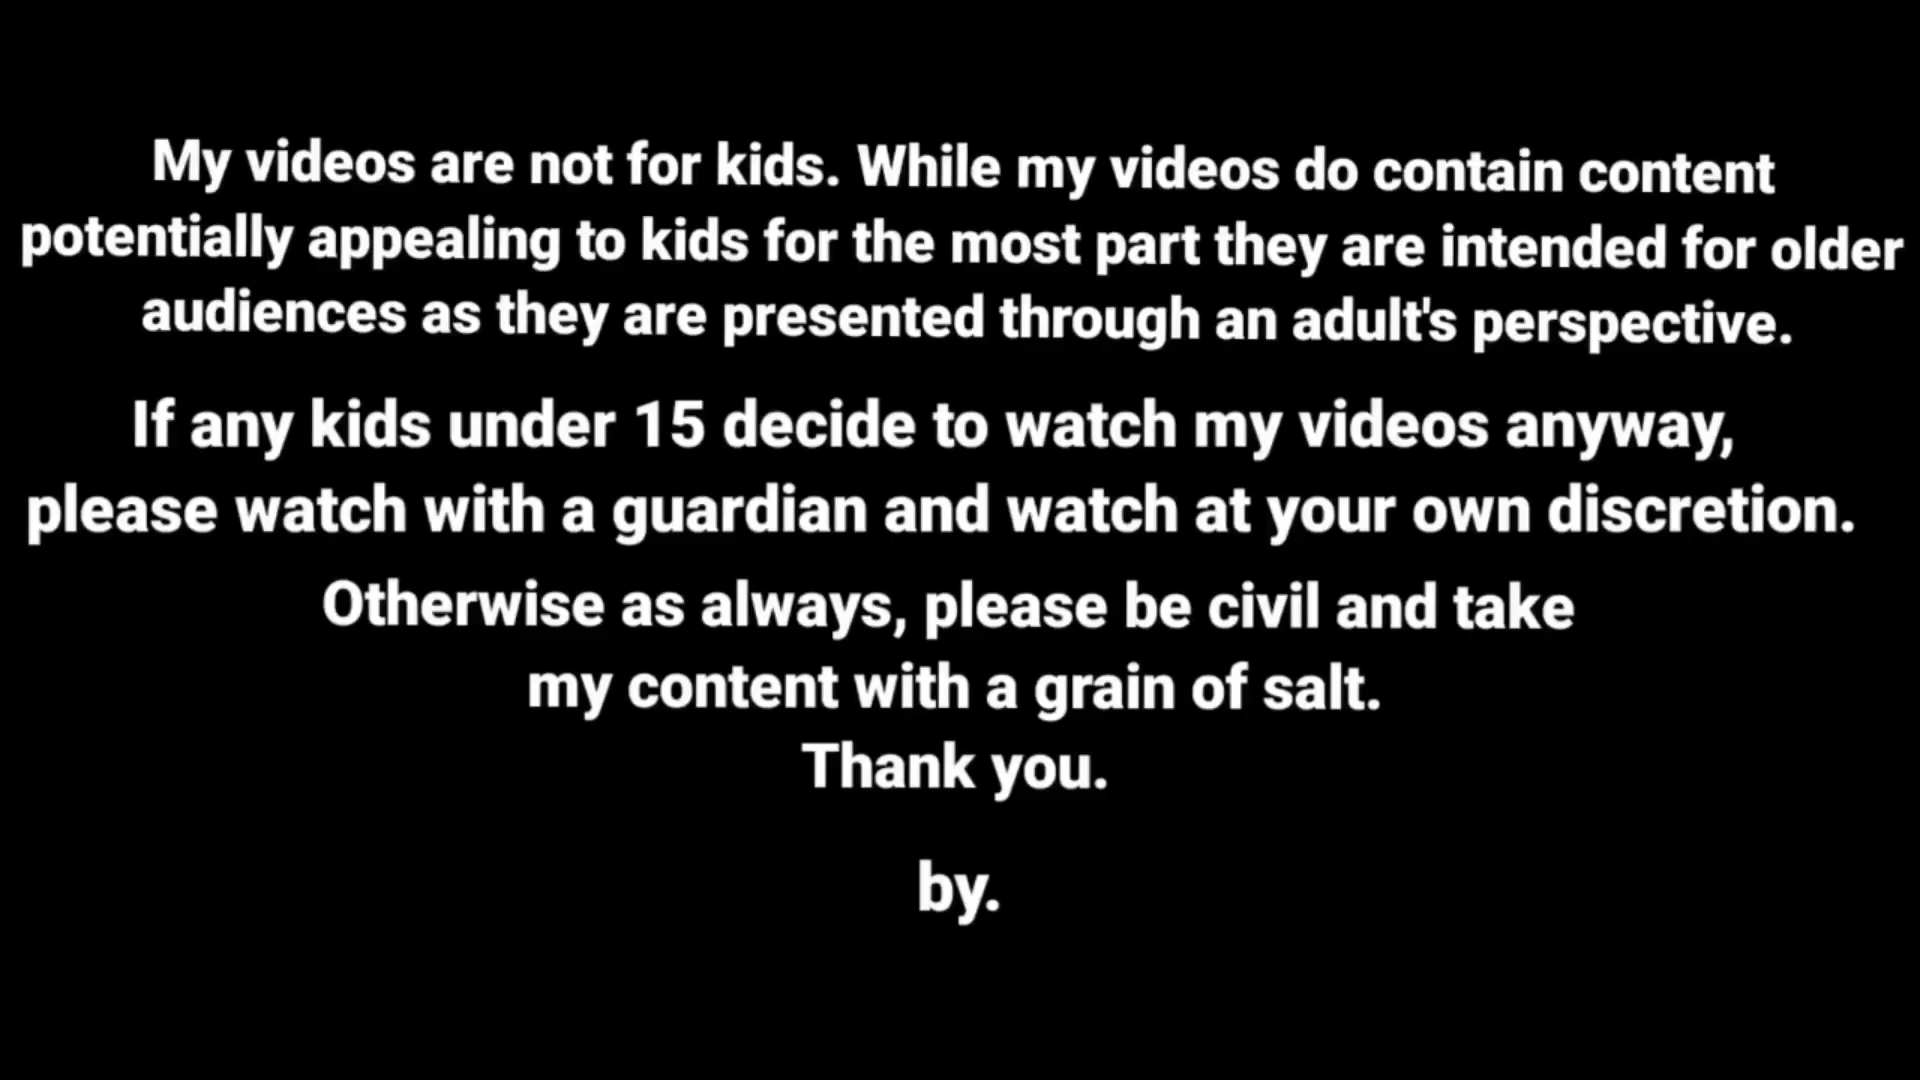 My videos are not for kids. While my videos do contain content
potentially appealing to kids for the most part they are intended for older
audiences as they are presented through an adult's perspective.
If any kids under 15 decide to watch my videos anyway,
please watch with a guardian and watch at your own discretion.
Otherwise as always, please be civil and take
my content with a grain of salt.
Thank you.
by.